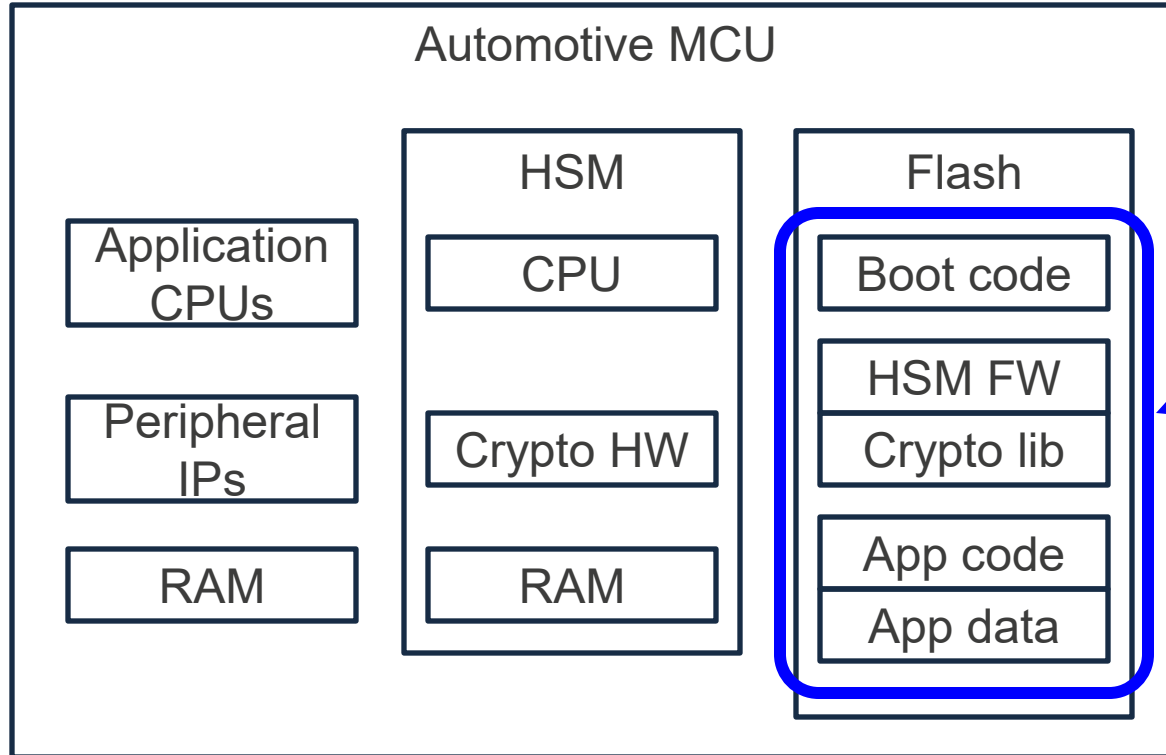 Automotive MCU
Application
CPUs
Peripheral
IPs
RAM
HSM
CPU
Crypto HW
RAM
Flash
Boot code
HSM FW
Crypto lib
App code
App data